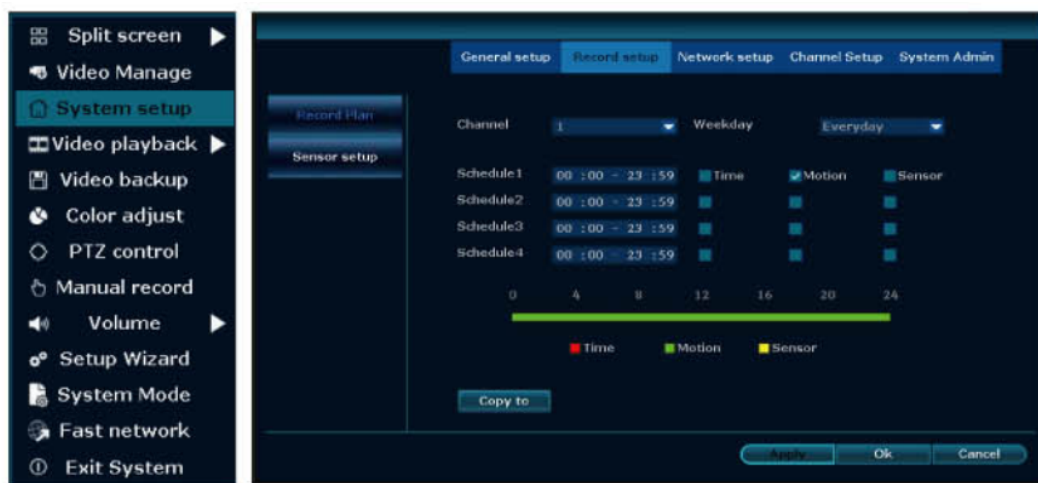 Split screen
Video Manage
System setup
Video playback
Video backup
Color adjust
PTZ control
Manual record
Volume
Setup Wizard
System Mode
Fast network
Exit System
General setup Record setup Network setup Channel Setup System Admin
Record Plan
Sensor setup
Channel 1 Weekday Everyday
Schedule1 00 :00 - 23 :59 Time Motion Sensor
Schedule2 00 :00 - 23 :59
Schedule3 00 :00 - 23 :59
Schedule4 00 :00 - 23 :59
0 4 8 12 16 20 24
Time Motion Sensor
Copy to
Apply Ok Cancel